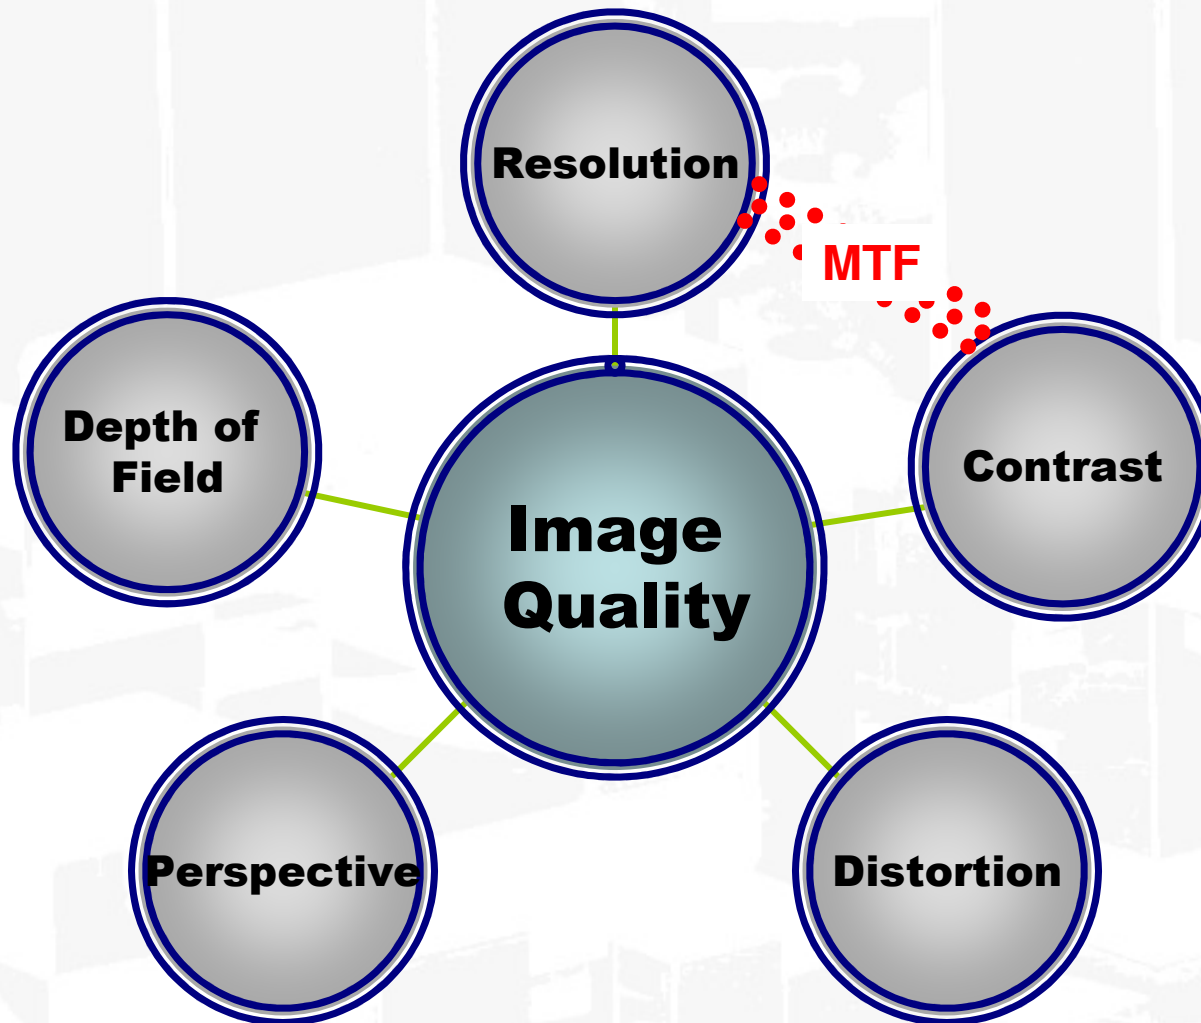 Resolution
MTF
Depth of
Field
Contrast
Image
Quality
Perspective
Distortion